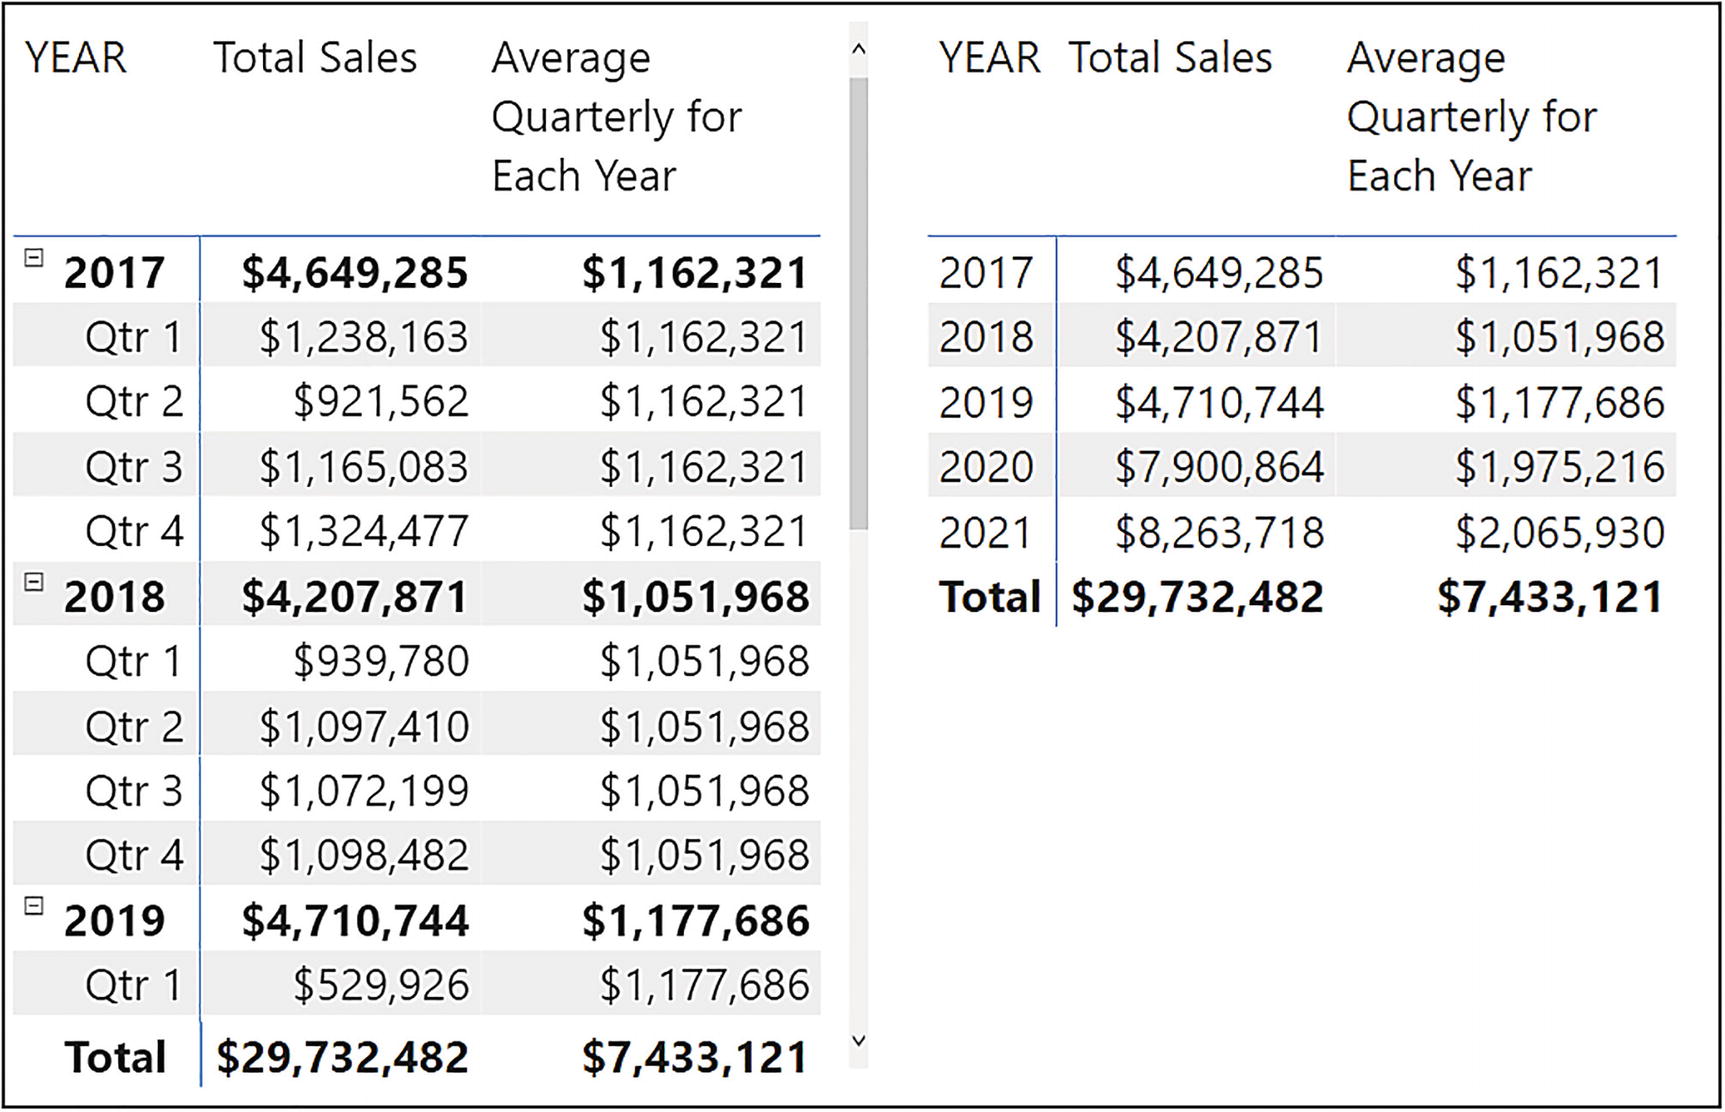 YEAR Total Sales Average
Quarterly for
Each Year
2017 $4,649,285 $1,162,321
Qtr 1 $1,238,163 $1,162,321
Qtr 2 $921,562 $1,162,321
Qtr 3 $1,165,083 $1,162,321
Qtr 4 $1,324,477 $1,162,321
2018 $4,207,871 $1,051,968
Qtr 1 $939,780 $1,051,968
Qtr 2 $1,097,410 $1,051,968
Qtr 3 $1,072,199 $1,051,968
Qtr 4 $1,098,482 $1,051,968
2019 $4,710,744 $1,177,686
Qtr 1 $529,926 $1,177,686
Total $29,732,482 $7,433,121
YEAR Total Sales Average
Quarterly for
Each Year
2017 $4,649,285 $1,162,321
2018 $4,207,871 $1,051,968
2019 $4,710,744 $1,177,686
2020 $7,900,864 $1,975,216
2021 $8,263,718 $2,065,930
Total $29,732,482 $7,433,121